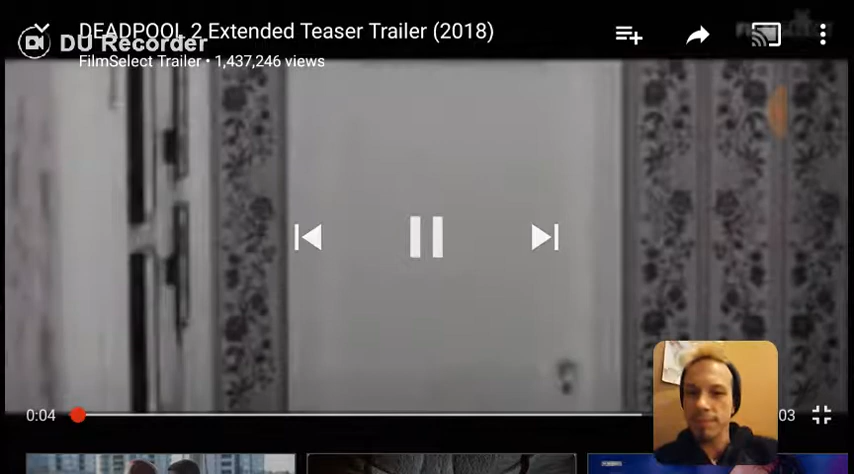 DEADPOOL 2 Extended Teaser Trailer (2018)
DU Recorder
FilmSelect Trailer • 1,437,246 views
0:04
03